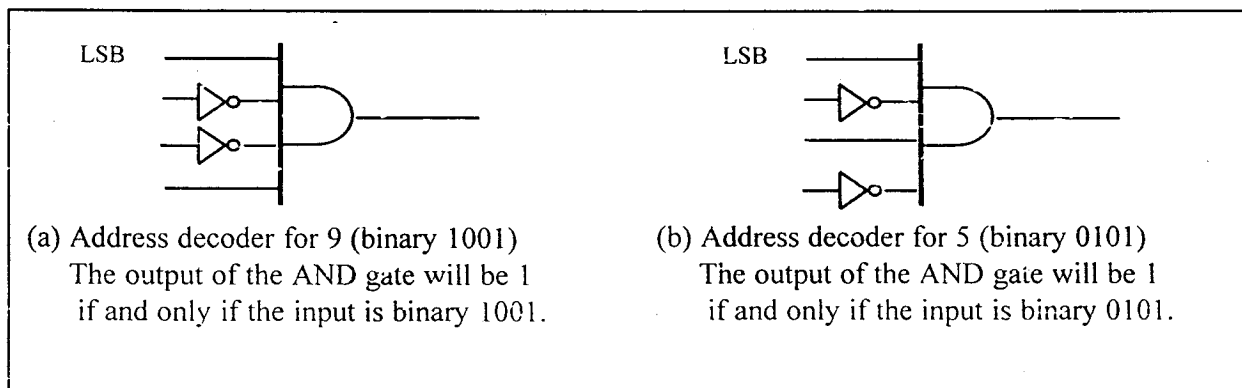 LSB
LSB
(a) Address decoder for 9 (binary 1001)
The output of the AND gate will be 1
if and only if the input is binary 1001.
(b) Address decoder for 5 (binary 0101)
The output of the AND gate will be 1
if and only if the input is binary 0101.